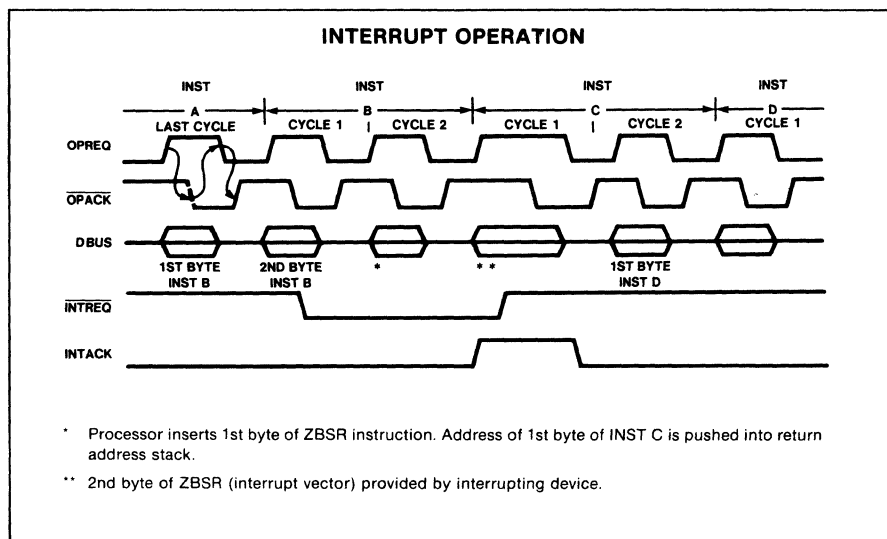 INTERRUPT OPERATION
INST INST INST INST
A B C D
LAST CYCLE CYCLE 1 CYCLE 2 CYCLE 1 CYCLE 2 CYCLE 1
OPREQ
OPACK
DBUS
1ST BYTE 2ND BYTE * ** 1ST BYTE
INST B INST B INST D
INTREQ
INTACK
* Processor inserts 1st byte of ZBSR instruction. Address of 1st byte of INST C is pushed into return
address stack.
** 2nd byte of ZBSR (interrupt vector) provided by interrupting device.